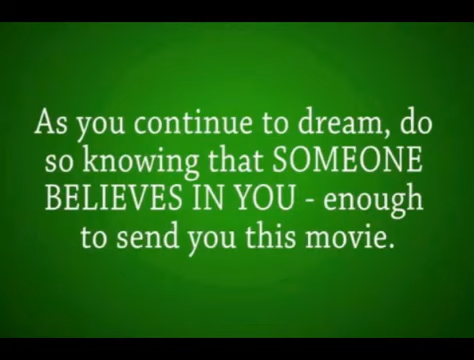 As you continue to dream, do
so knowing that SOMEONE
BELIEVES IN YOU - enough
to send you this movie.